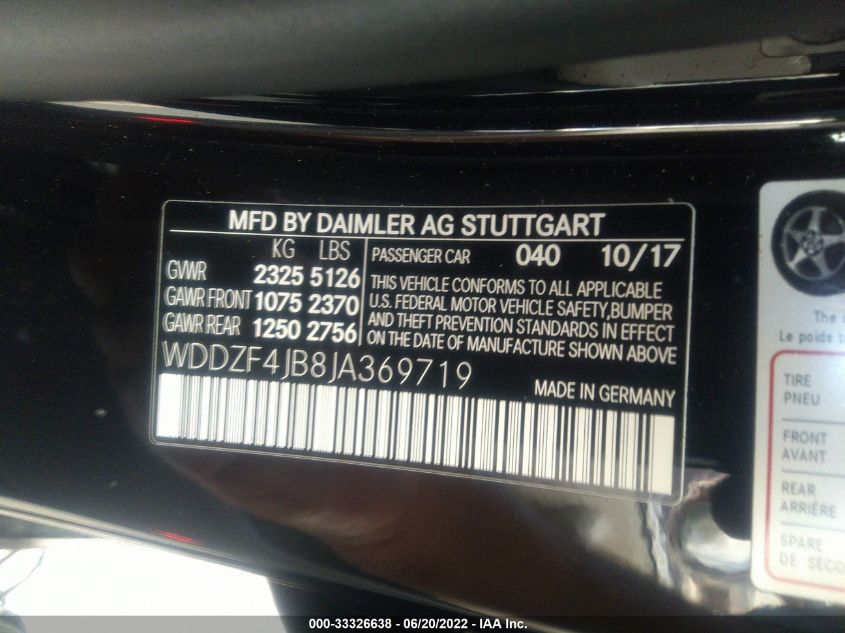 MFD BY DAIMLER AG STUTTGART
KG LBS
GVWR 2325 5126
GAWR FRONT 1075 2370
GAWR REAR 1250 2756
PASSENGER CAR 040 10/17
THIS VEHICLE CONFORMS TO ALL APPLICABLE
U.S. FEDERAL MOTOR VEHICLE SAFETY,BUMPER
AND THEFT PREVENTION STANDARDS IN EFFECT
ON THE DATE OF MANUFACTURE SHOWN ABOVE
WDDZF4JB8JA369719
MADE IN GERMANY
The
Le poids
TIRE
PNEU
FRONT
AVANT
REAR
ARRIÈRE
SPARE
DE SECO
000-33326638 - 06/20/2022 - IAA Inc.